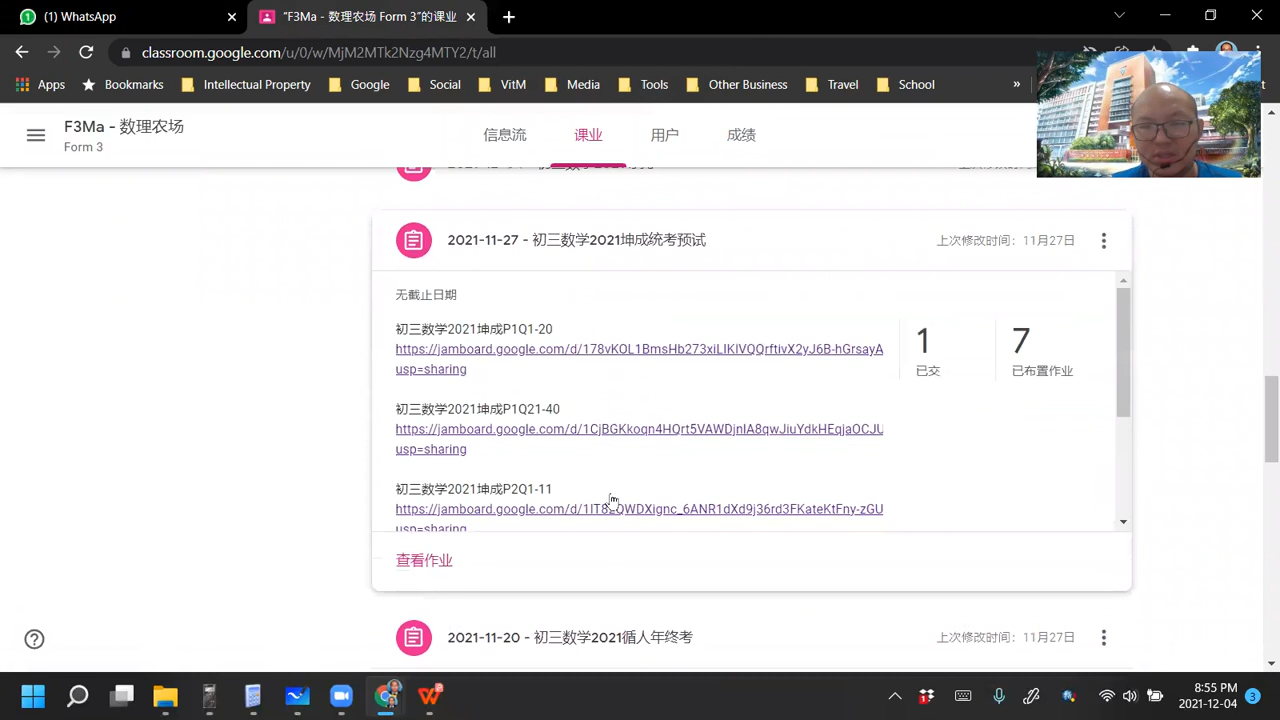 (1) WhatsApp
“F3Ma - 数理农场 Form 3”的课业
classroom.google.com/u/0/w/MjM2MTk2Nzg4MTY2/t/all
Apps
Bookmarks
Intellectual Property
Google
Social
VitM
Media
Tools
Other Business
Travel
School
»
F3Ma - 数理农场
Form 3
信息流
课业
用户
成绩
2021-11-27 - 初三数学2021坤成统考预试
上次修改时间：11月27日
无截止日期
初三数学2021坤成P1Q1-20
https://jamboard.google.com/d/178vKOL1BmsHb273xiLIKlVQQrftivX2yJ6B-hGrsayA
usp=sharing
1
已交
7
已布置作业
初三数学2021坤成P1Q21-40
https://jamboard.google.com/d/1CjBGKkoqn4HQrt5VAWDjnIA8qwJiuYdkHEqjaOCJU
usp=sharing
初三数学2021坤成P2Q1-11
usp=sharing
查看作业
2021-11-20 - 初三数学2021循人年终考
上次修改时间：11月27日
8:55 PM
2021-12-04
3